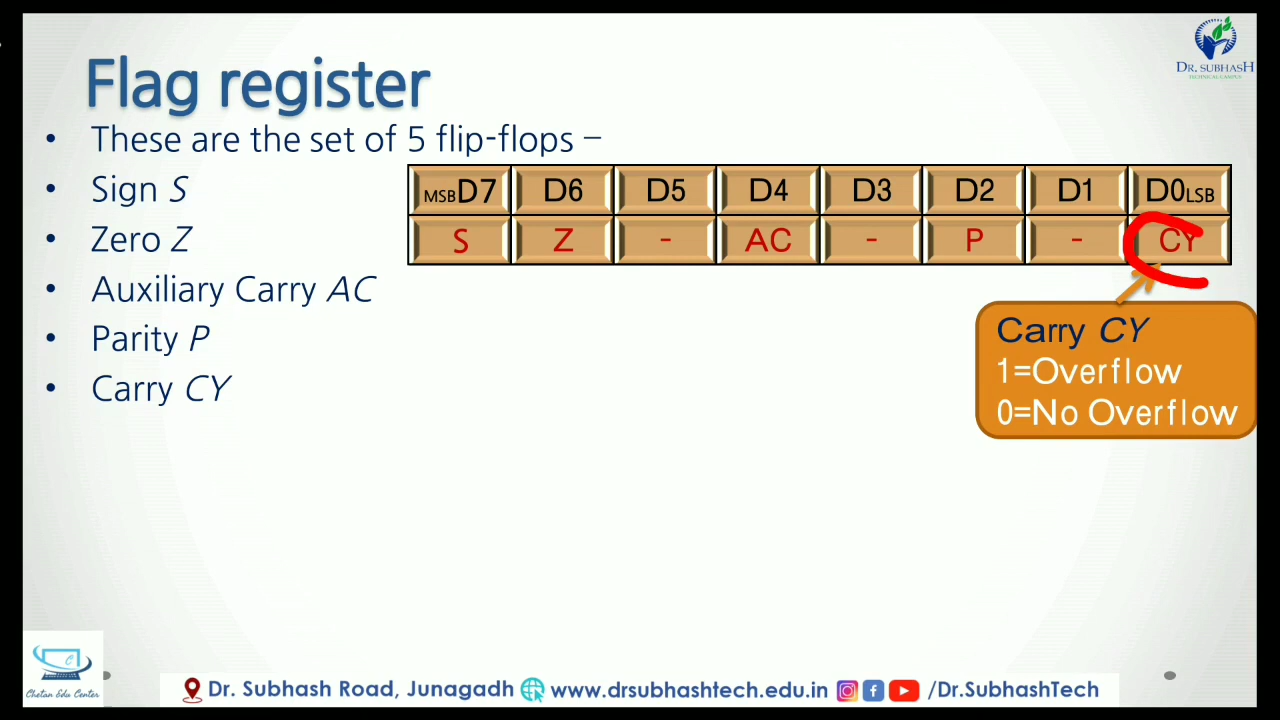 Flag register
DR. SUBHASH
TECHNICAL CAMPUS
• These are the set of 5 flip-flops –
• Sign S
• Zero Z
• Auxiliary Carry AC
• Parity P
• Carry CY
MSBD7 D6 D5 D4 D3 D2 D1 D0LSB
S Z - AC - P - CY
Carry CY
1=Overflow
0=No Overflow
Chetan Edu Center
Dr. Subhash Road, Junagadh www.drsubhashtech.edu.in /Dr.SubhashTech